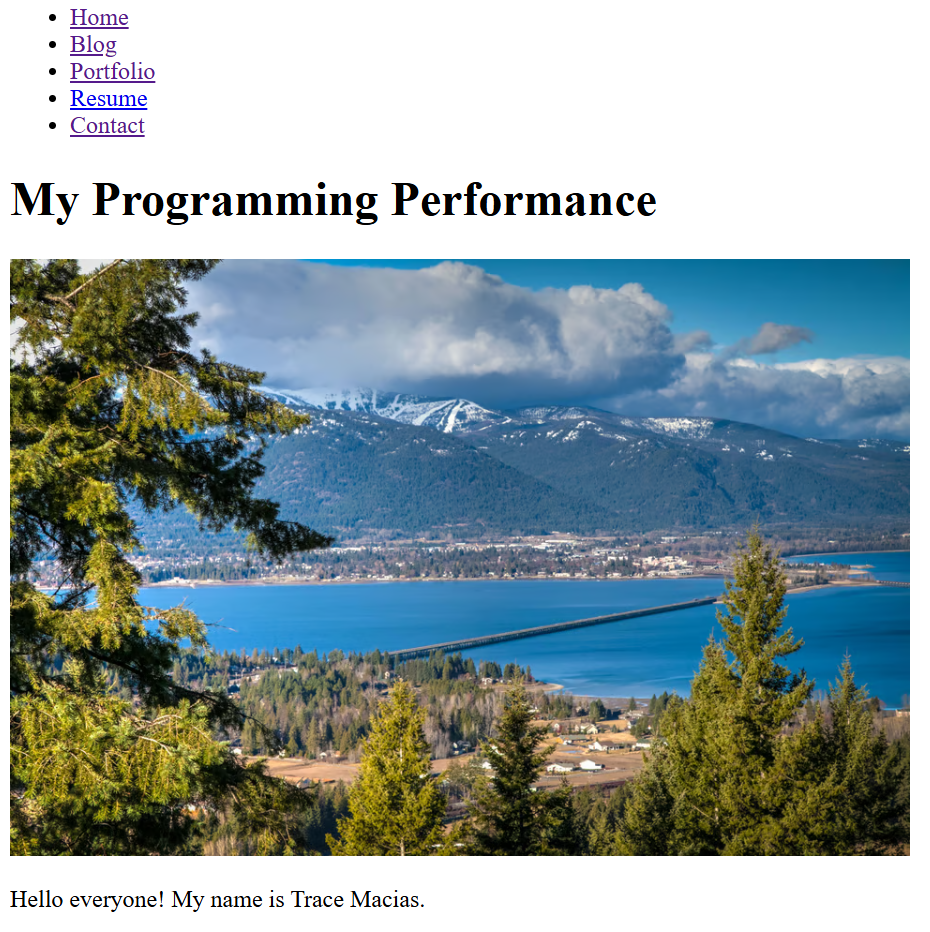 Home
Blog
Portfolio
Resume
Contact
My Programming Performance
Hello everyone! My name is Trace Macias.